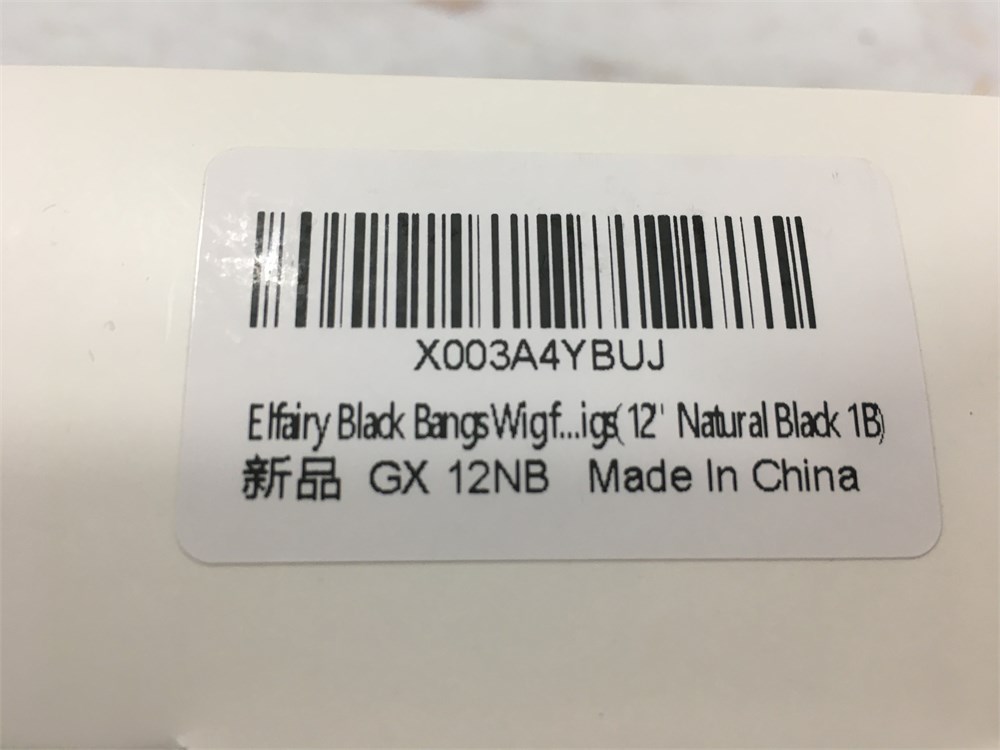 X003A4YBUJ
Elfairy Black Bangs Wig f...igs( 12'' Natural Black 1B)
新品 GX 12NB Made In China